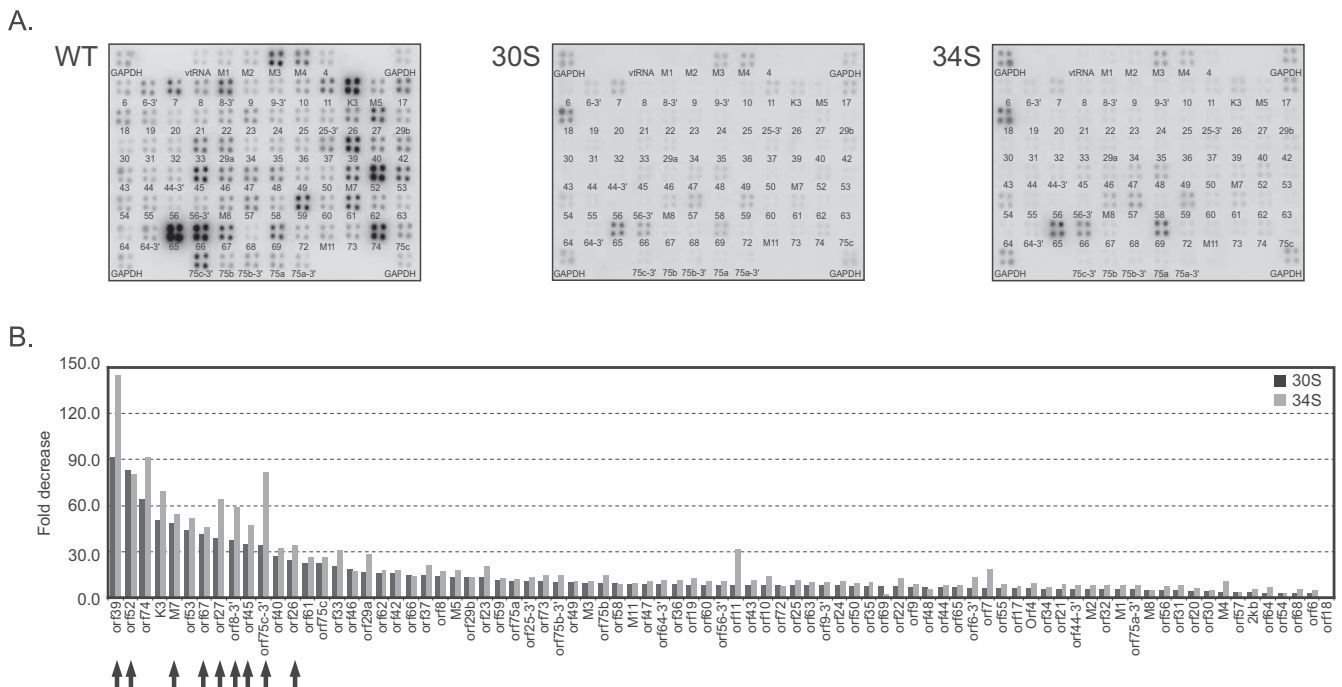 A.
WT
GAPDH vtRNA M1 M2 M3 M4 4 GAPDH
6 6-3' 7 8 8-3' 9 9-3' 10 11 K3 M5 17
18 19 20 21 22 23 24 25 25-3' 26 27 29b
30 31 32 33 29a 34 35 36 37 39 40 42
43 44 44-3' 45 46 47 48 49 50 M7 52 53
54 55 56 56-3' M8 57 58 59 60 61 62 63
64 64-3' 65 66 67 68 69 72 M11 73 74 75c
GAPDH 75c-3' 75b 75b-3' 75a 75a-3' GAPDH
30S
GAPDH vtRNA M1 M2 M3 M4 4 GAPDH
6 6-3' 7 8 8-3' 9 9-3' 10 11 K3 M5 17
18 19 20 21 22 23 24 25 25-3' 26 27 29b
30 31 32 33 29a 34 35 36 37 39 40 42
43 44 44-3' 45 46 47 48 49 50 M7 52 53
54 55 56 56-3' M8 57 58 59 60 61 62 63
64 64-3' 65 66 67 68 69 72 M11 73 74 75c
GAPDH 75c-3' 75b 75b-3' 75a 75a-3' GAPDH
34S
GAPDH vtRNA M1 M2 M3 M4 4 GAPDH
6 6-3' 7 8 8-3' 9 9-3' 10 11 K3 M5 17
18 19 20 21 22 23 24 25 25-3' 26 27 29b
30 31 32 33 29a 34 35 36 37 39 40 42
43 44 44-3' 45 46 47 48 49 50 M7 52 53
54 55 56 56-3' M8 57 58 59 60 61 62 63
64 64-3' 65 66 67 68 69 72 M11 73 74 75c
GAPDH 75c-3' 75b 75b-3' 75a 75a-3' GAPDH
B.
Fold decrease
150.0
120.0
90.0
60.0
30.0
0.0
30S
34S
orf39 orf52 orf74 K3 M7 orf53 orf67 orf27 orf8-3' orf45 orf75c-3' orf40 orf26 orf61 orf75c orf33 orf46 orf29a orf62 orf42 orf66 orf37 orf8 M5 orf29b orf23 orf59 orf75a orf25-3' orf73 orf75b-3' orf49 M3 orf75b orf58 M11 orf47 orf64-3' orf36 orf19 orf60 orf56-3' orf11 orf43 orf10 orf72 orf25 orf63 orf9-3' orf24 orf50 orf35 orf69 orf22 orf9 orf48 orf44 orf65 orf6-3' orf7 orf55 orf17 Orf4 orf34 orf21 orf44-3' M2 orf32 M1 orf75a-3' M8 orf56 orf31 orf20 orf30 M4 orf57 2kb orf64 orf54 orf68 orf6 orf18